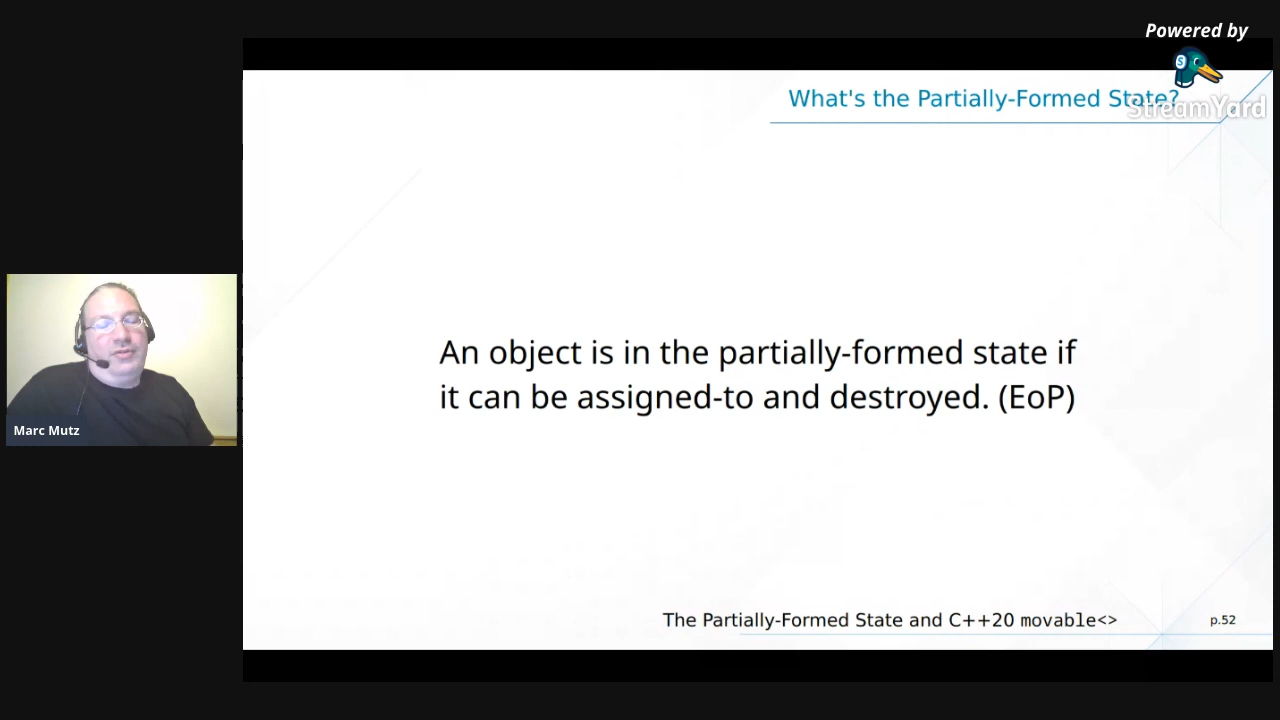 Powered by
StreamYard
What's the Partially-Formed State?
An object is in the partially-formed state if
it can be assigned-to and destroyed. (EoP)
Marc Mutz
The Partially-Formed State and C++20 movable<>
p.52